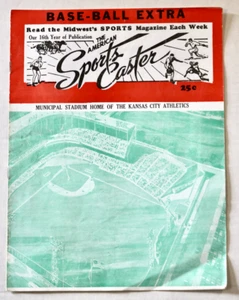 BASE-BALL EXTRA
Read the Midwest's SPORTS Magazine Each Week
Our 16th Year of Publication
THE AMERICAN
Sports Caster
25c
MUNICIPAL STADIUM HOME OF THE KANSAS CITY ATHLETICS